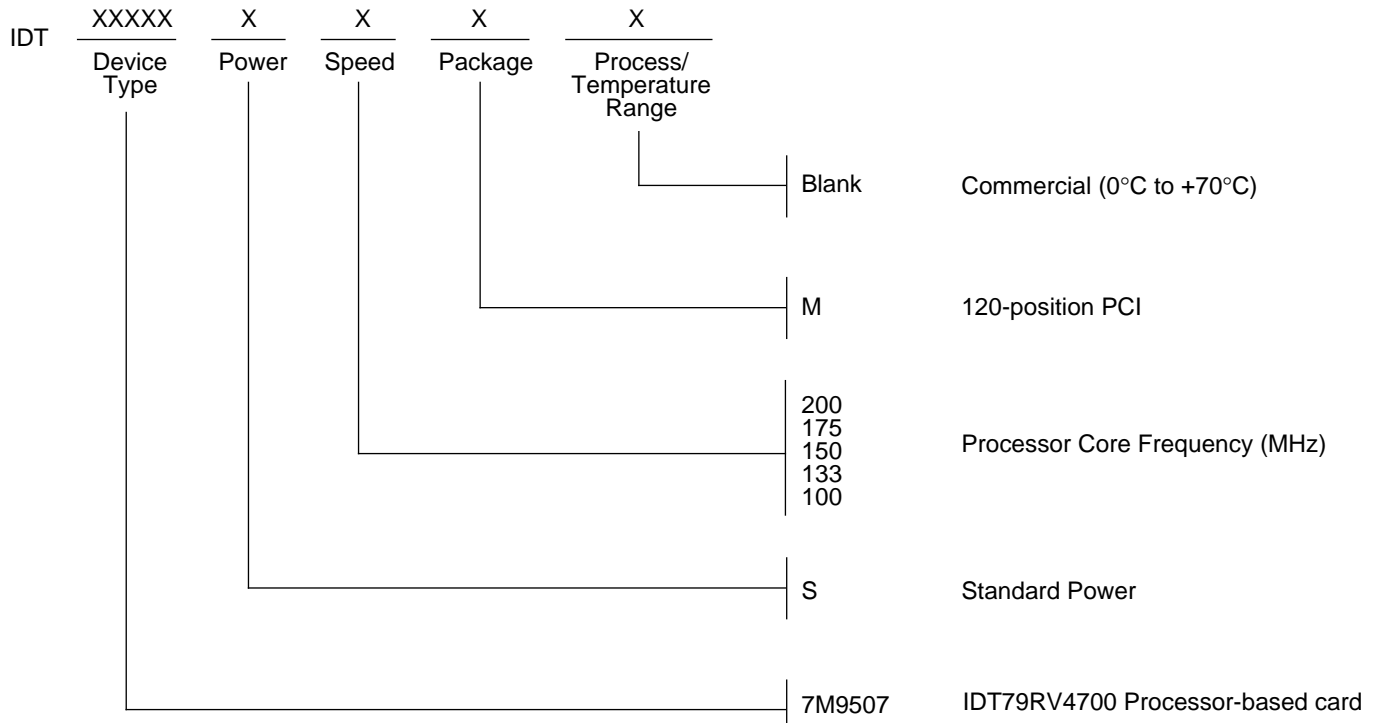 IDT XXXXX X X X X
Device Type Power Speed Package Process/ Temperature Range
Blank Commercial (0°C to +70°C)
M 120-position PCI
200
175
150 Processor Core Frequency (MHz)
133
100
S Standard Power
7M9507 IDT79RV4700 Processor-based card